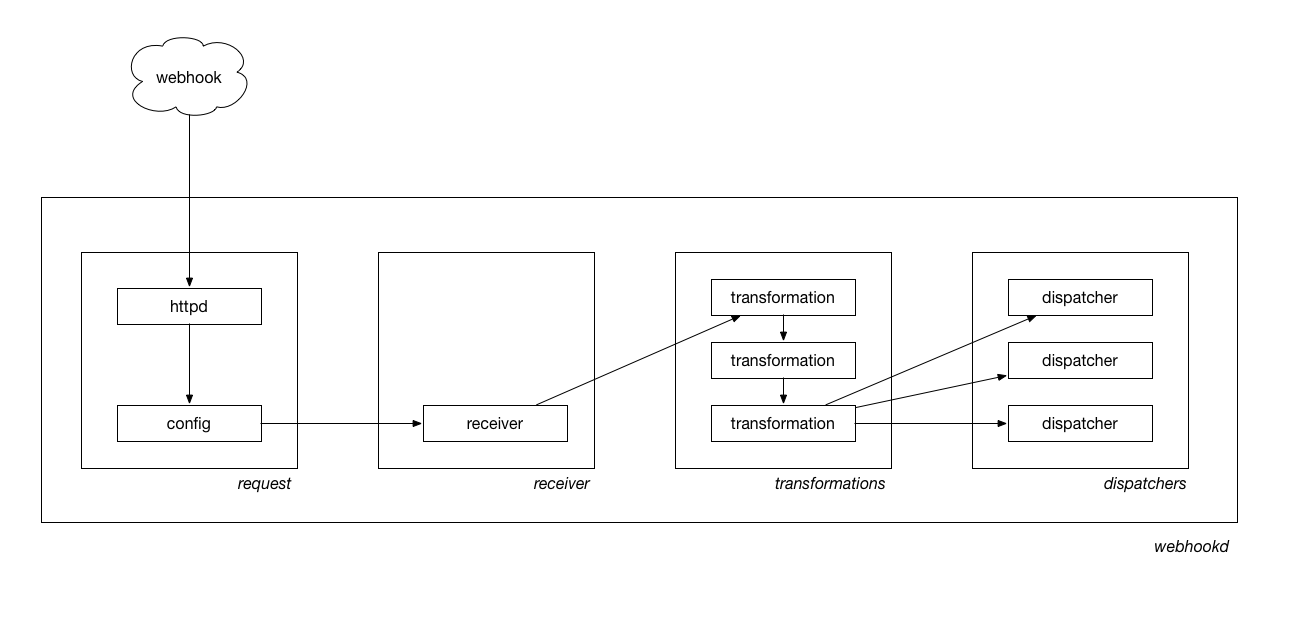 webhook
httpd
config
request
receiver
receiver
transformation
transformation
transformation
transformations
dispatcher
dispatcher
dispatcher
dispatchers
webhookd